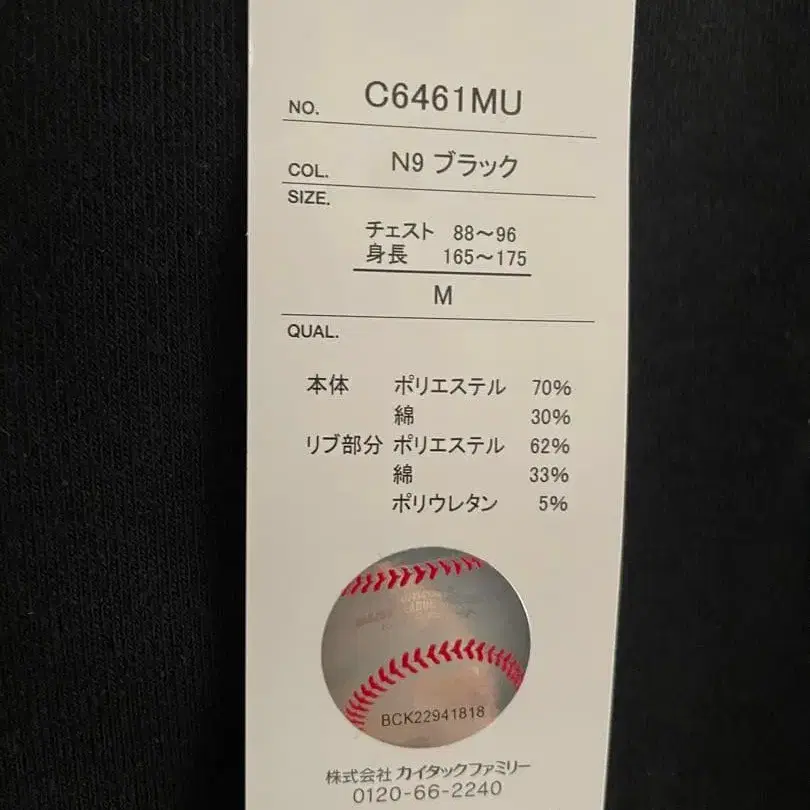 NO. C6461MU
COL. N9 ブラック
SIZE.
チェスト 88～96
身長 165～175
M
QUAL.
本体 ポリエステル 70%
綿 30%
リブ部分 ポリエステル 62%
綿 33%
ポリウレタン 5%
BCK22941818
株式会社 カイタックファミリー
0120-66-2240